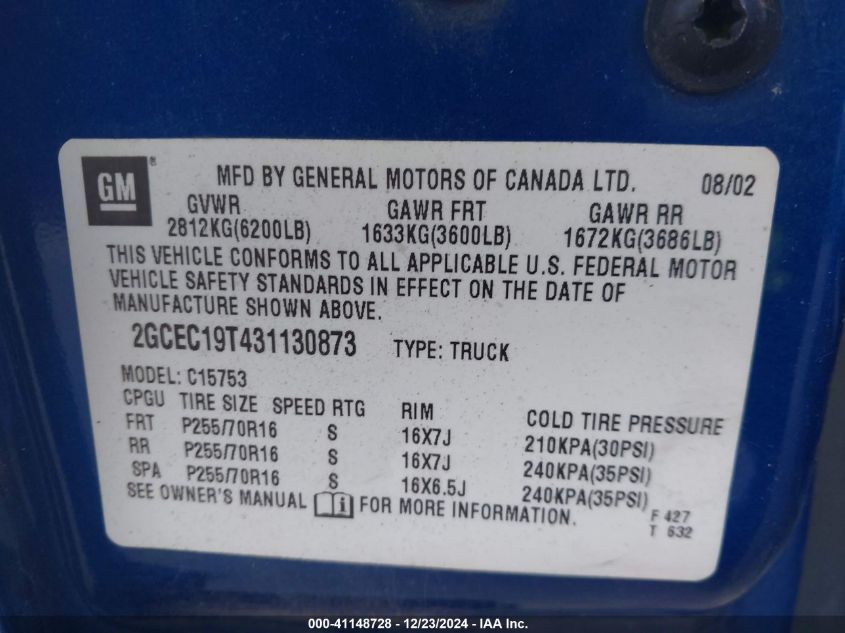 GM ® MFD BY GENERAL MOTORS OF CANADA LTD. 08/02
GVWR GAWR FRT GAWR RR
2812KG(6200LB) 1633KG(3600LB) 1672KG(3686LB)
THIS VEHICLE CONFORMS TO ALL APPLICABLE U.S. FEDERAL MOTOR
VEHICLE SAFETY STANDARDS IN EFFECT ON THE DATE OF
MANUFACTURE SHOWN ABOVE.
2GCEC19T431130873 TYPE: TRUCK
MODEL: C15753
CPGU TIRE SIZE SPEED RTG RIM COLD TIRE PRESSURE
FRT P255/70R16 S 16X7J 210KPA(30PSI)
RR P255/70R16 S 16X7J 240KPA(35PSI)
SPA P255/70R16 S 16X6.5J 240KPA(35PSI)
SEE OWNER'S MANUAL i FOR MORE INFORMATION.
F 427
T 632
000-41148728 - 12/23/2024 - IAA Inc.